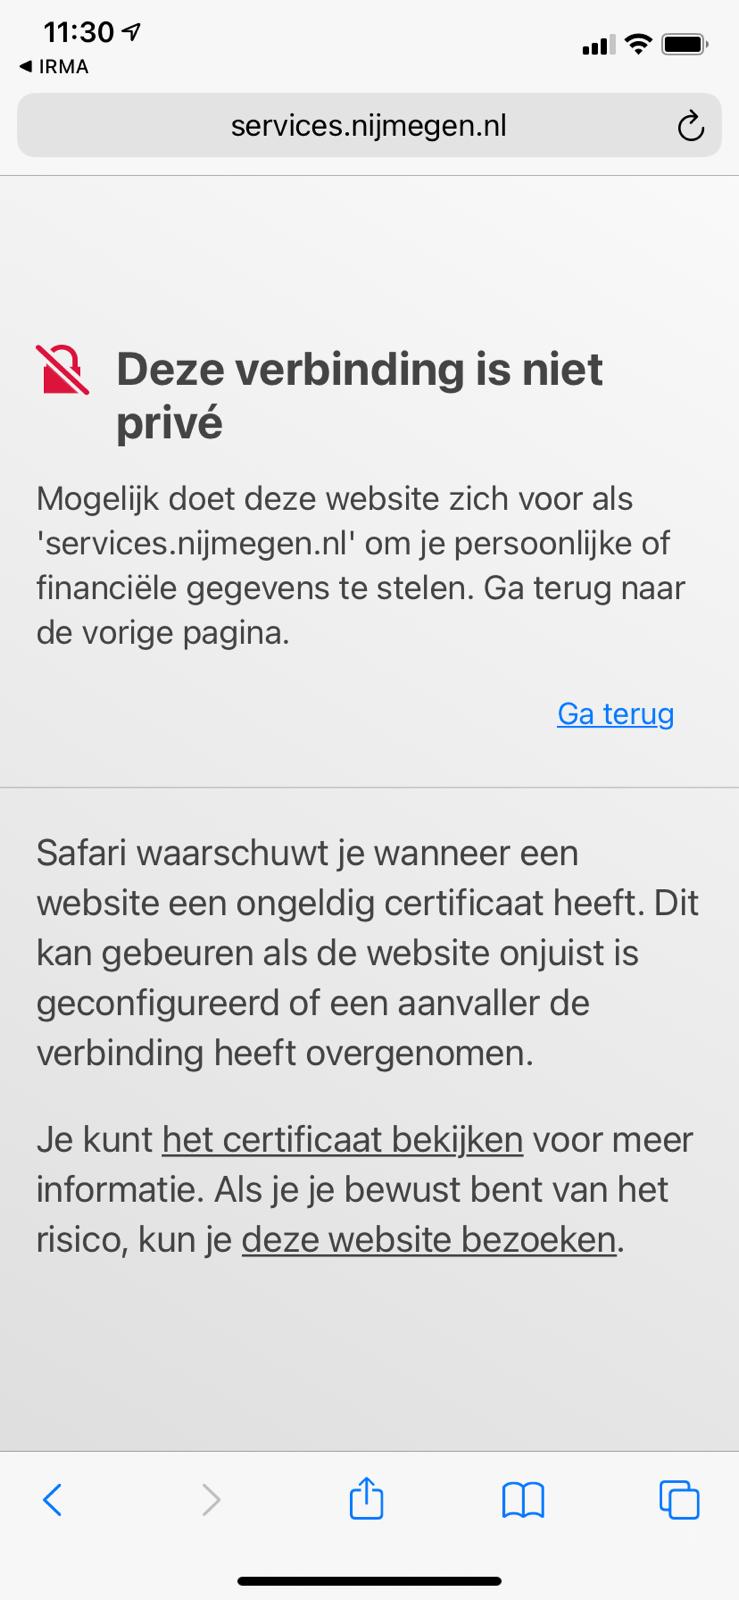 11:30
◀ IRMA
services.nijmegen.nl
Deze verbinding is niet
privé
Mogelijk doet deze website zich voor als
'services.nijmegen.nl' om je persoonlijke of
financiële gegevens te stelen. Ga terug naar
de vorige pagina.
Ga terug
Safari waarschuwt je wanneer een
website een ongeldig certificaat heeft. Dit
kan gebeuren als de website onjuist is
geconfigureerd of een aanvaller de
verbinding heeft overgenomen.
Je kunt het certificaat bekijken voor meer
informatie. Als je je bewust bent van het
risico, kun je deze website bezoeken.